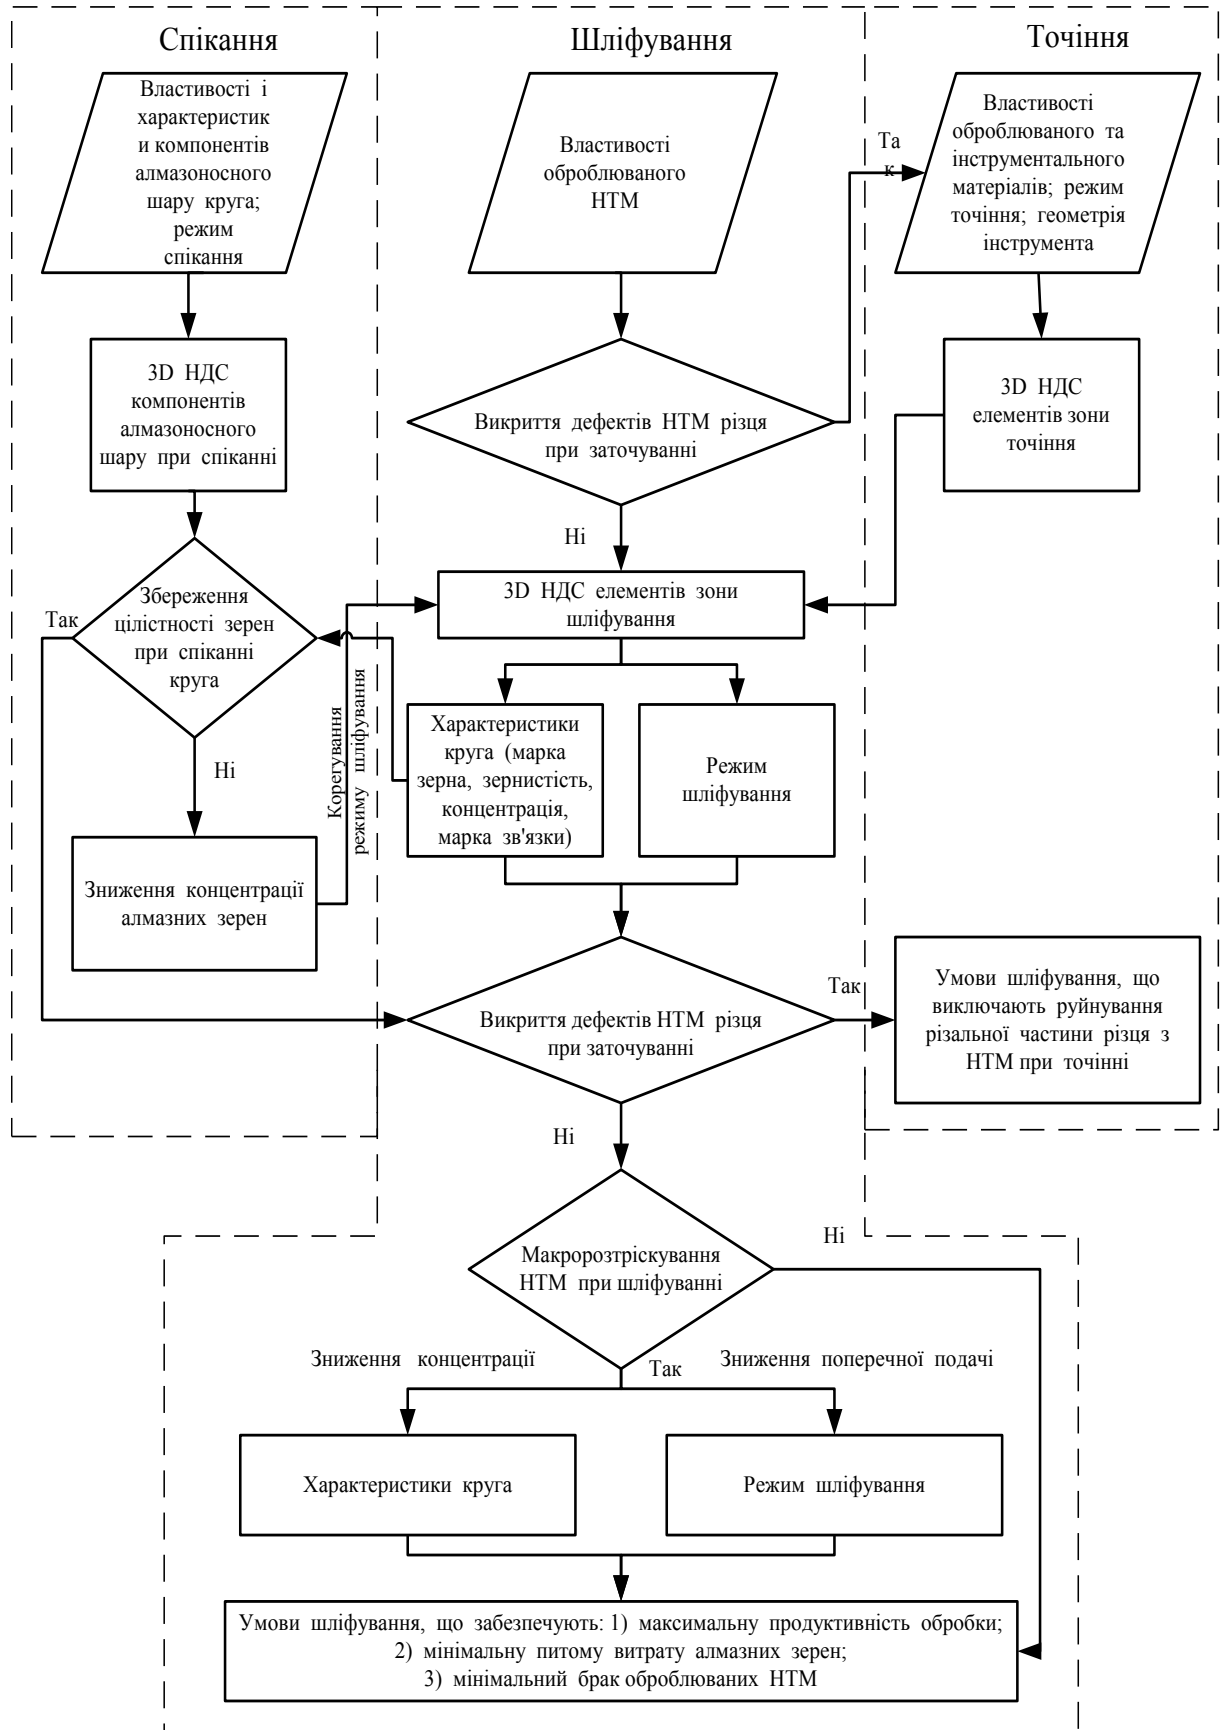 Спікання
Шліфування
Точіння
Властивості і
характеристик
и компонентів
алмазоносного
шару круга;
режим
спікання
Властивості
оброблюваного
НТМ
Та
к
Властивості
оброблюваного та
інструментального
матеріалів; режим
точіння; геометрія
інструмента
3D НДС
компонентів
алмазоносного
шару при спіканні
Викриття дефектів НТМ різця
при заточуванні
3D НДС
елементів зони
точіння
Ні
Збереження
цілістності зерен
при спіканні
круга
Так
3D НДС елементів зони
шліфування
Ні
Корегування
режиму шліфування
Характеристики
круга (марка
зерна, зернистість,
концентрація,
марка зв'язки)
Режим
шліфування
Зниження концентрації
алмазних зерен
Викриття дефектів НТМ різця
при заточуванні
Так
Умови шліфування, що
виключають руйнування
різальної частини різця з
НТМ при точінні
Ні
Макророзтріскування
НТМ при шліфуванні
Ні
Зниження концентрації
Так
Зниження поперечної подачі
Характеристики круга
Режим шліфування
Умови шліфування, що забезпечують: 1) максимальну продуктивність обробки;
2) мінімальну питому витрату алмазних зерен;
3) мінімальний брак оброблюваних НТМ